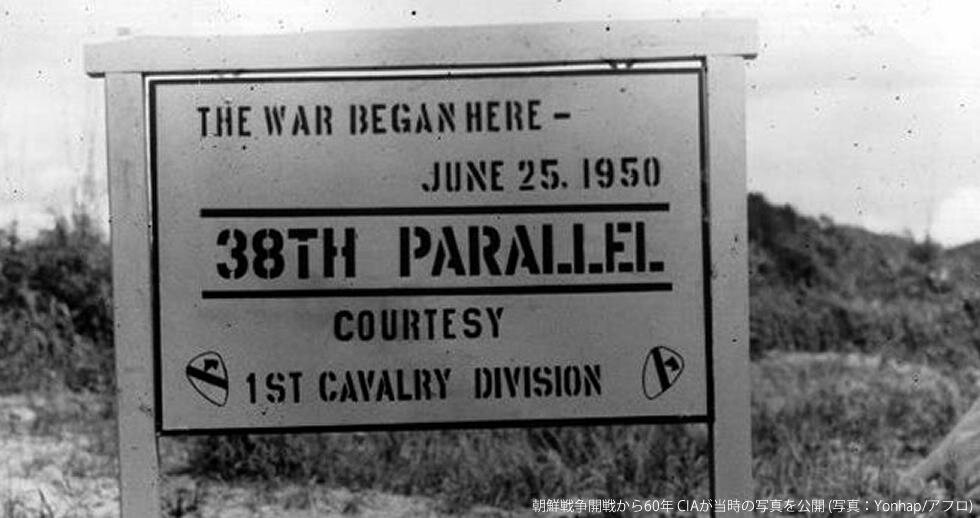 THE WAR BEGAN HERE –
JUNE 25. 1950
38TH PARALLEL
COURTESY
1ST CAVALRY DIVISION
朝鮮戦争開戦から60年 CIAが当時の写真を公開 (写真：Yonhap/アフロ)